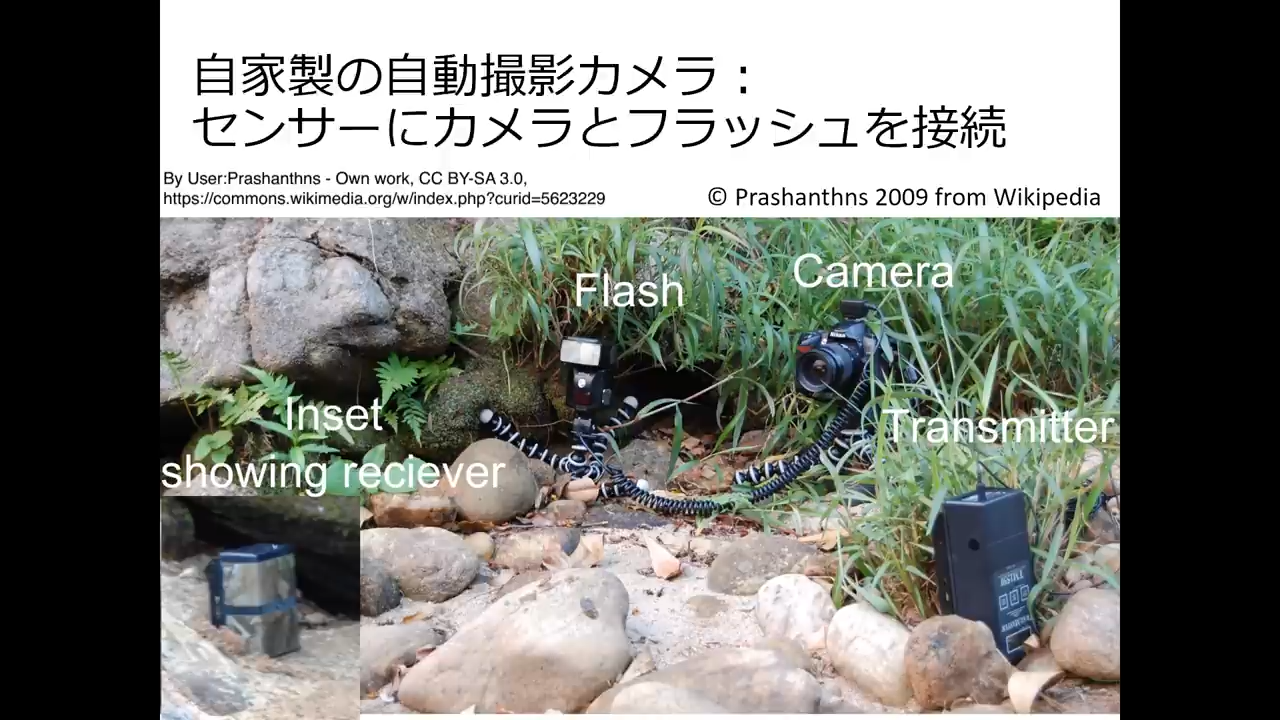 自家製の自動撮影カメラ：
センサーにカメラとフラッシュを接続
By User:Prashanthns - Own work, CC BY-SA 3.0,
https://commons.wikimedia.org/w/index.php?curid=5623229
© Prashanthns 2009 from Wikipedia
Flash
Camera
Nikon
Inset
showing reciever
Transmitter